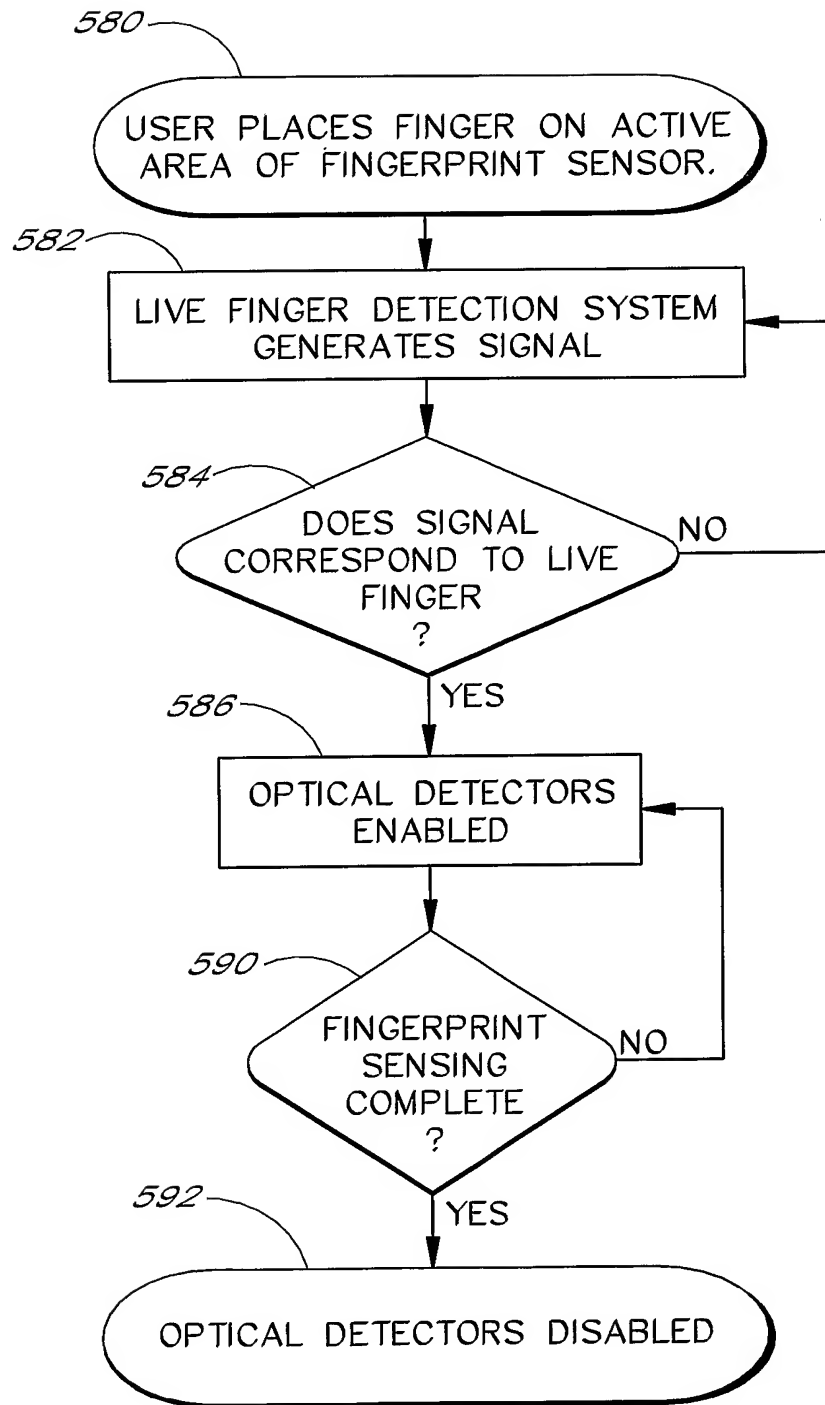 580
USER PLACES FINGER ON ACTIVE
AREA OF FINGERPRINT SENSOR.
582
LIVE FINGER DETECTION SYSTEM
GENERATES SIGNAL
584
DOES SIGNAL
CORRESPOND TO LIVE
FINGER
?
NO
YES
586
OPTICAL DETECTORS
ENABLED
590
FINGERPRINT
SENSING
COMPLETE
?
NO
YES
592
OPTICAL DETECTORS DISABLED